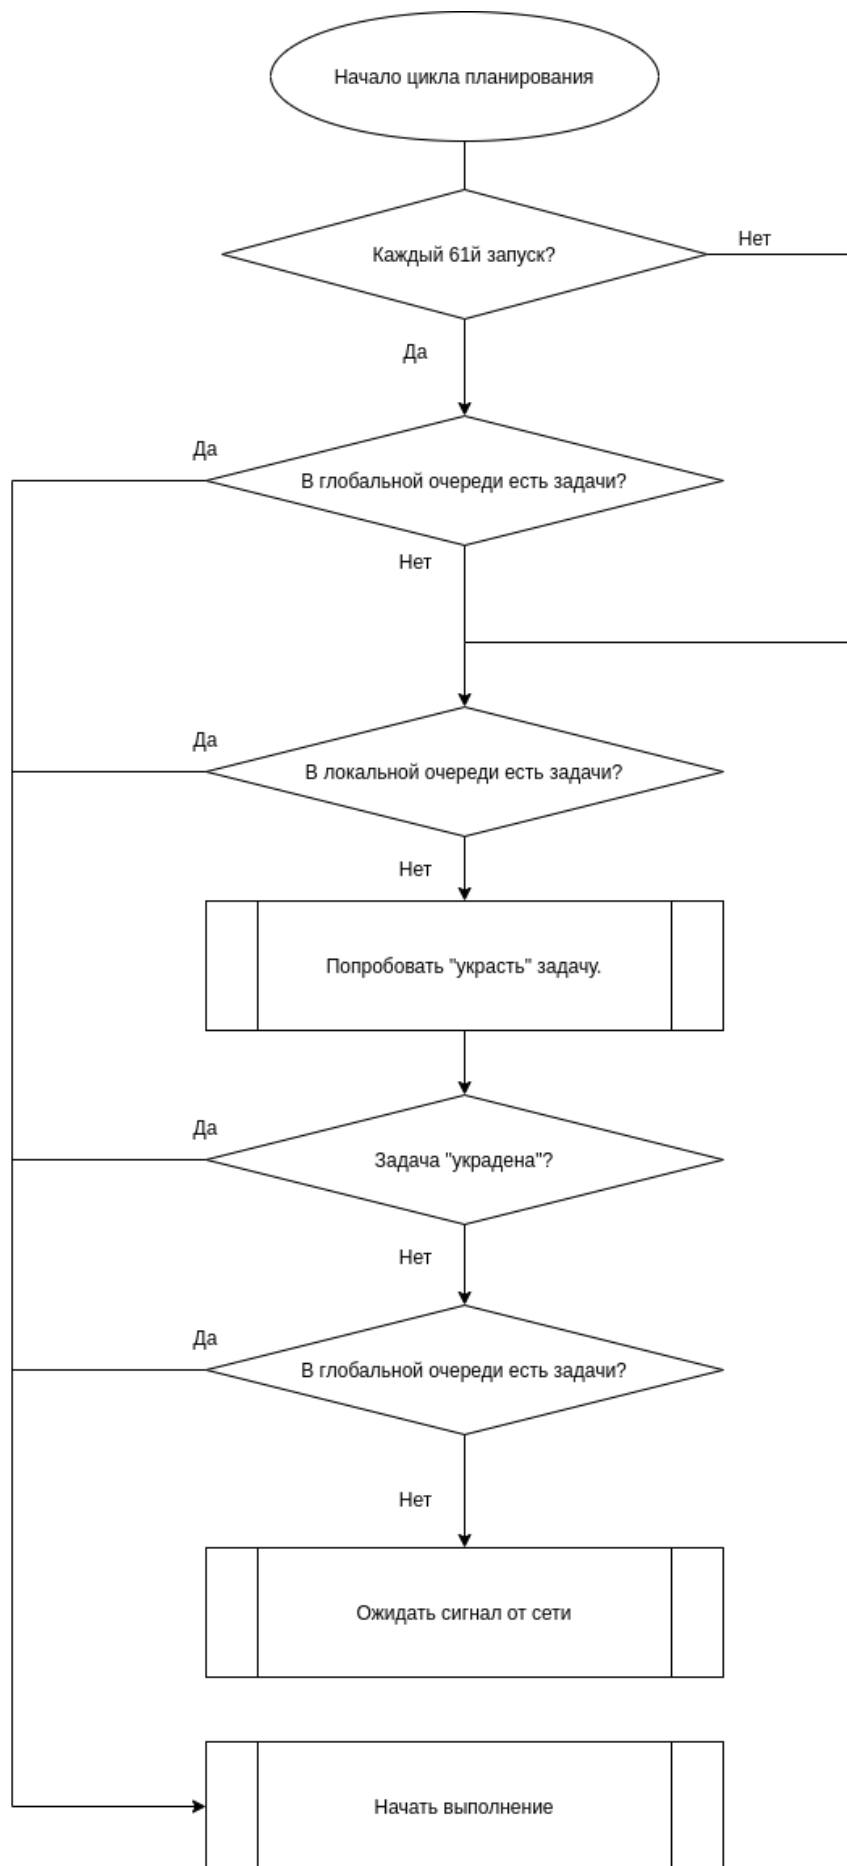 Начало цикла планирования
Каждый 61й запуск?
Нет
Да
Да
В глобальной очереди есть задачи?
Нет
Да
В локальной очереди есть задачи?
Нет
Попробовать "украсть" задачу.
Да
Задача "украдена"?
Нет
Да
В глобальной очереди есть задачи?
Нет
Ожидать сигнал от сети
Начать выполнение